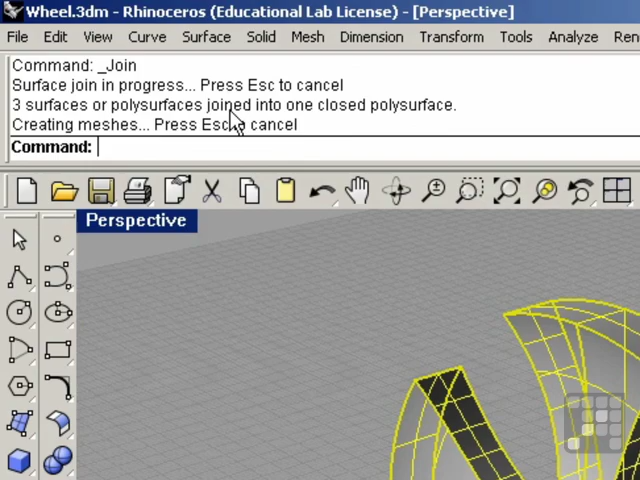 Wheel.3dm - Rhinoceros (Educational Lab License) - [Perspective]
File Edit View Curve Surface Solid Mesh Dimension Transform Tools Analyze Ren
Command: _Join
Surface join in progress... Press Esc to cancel
3 surfaces or polysurfaces joined into one closed polysurface.
Creating meshes... Press Esc to cancel
Command:
Perspective